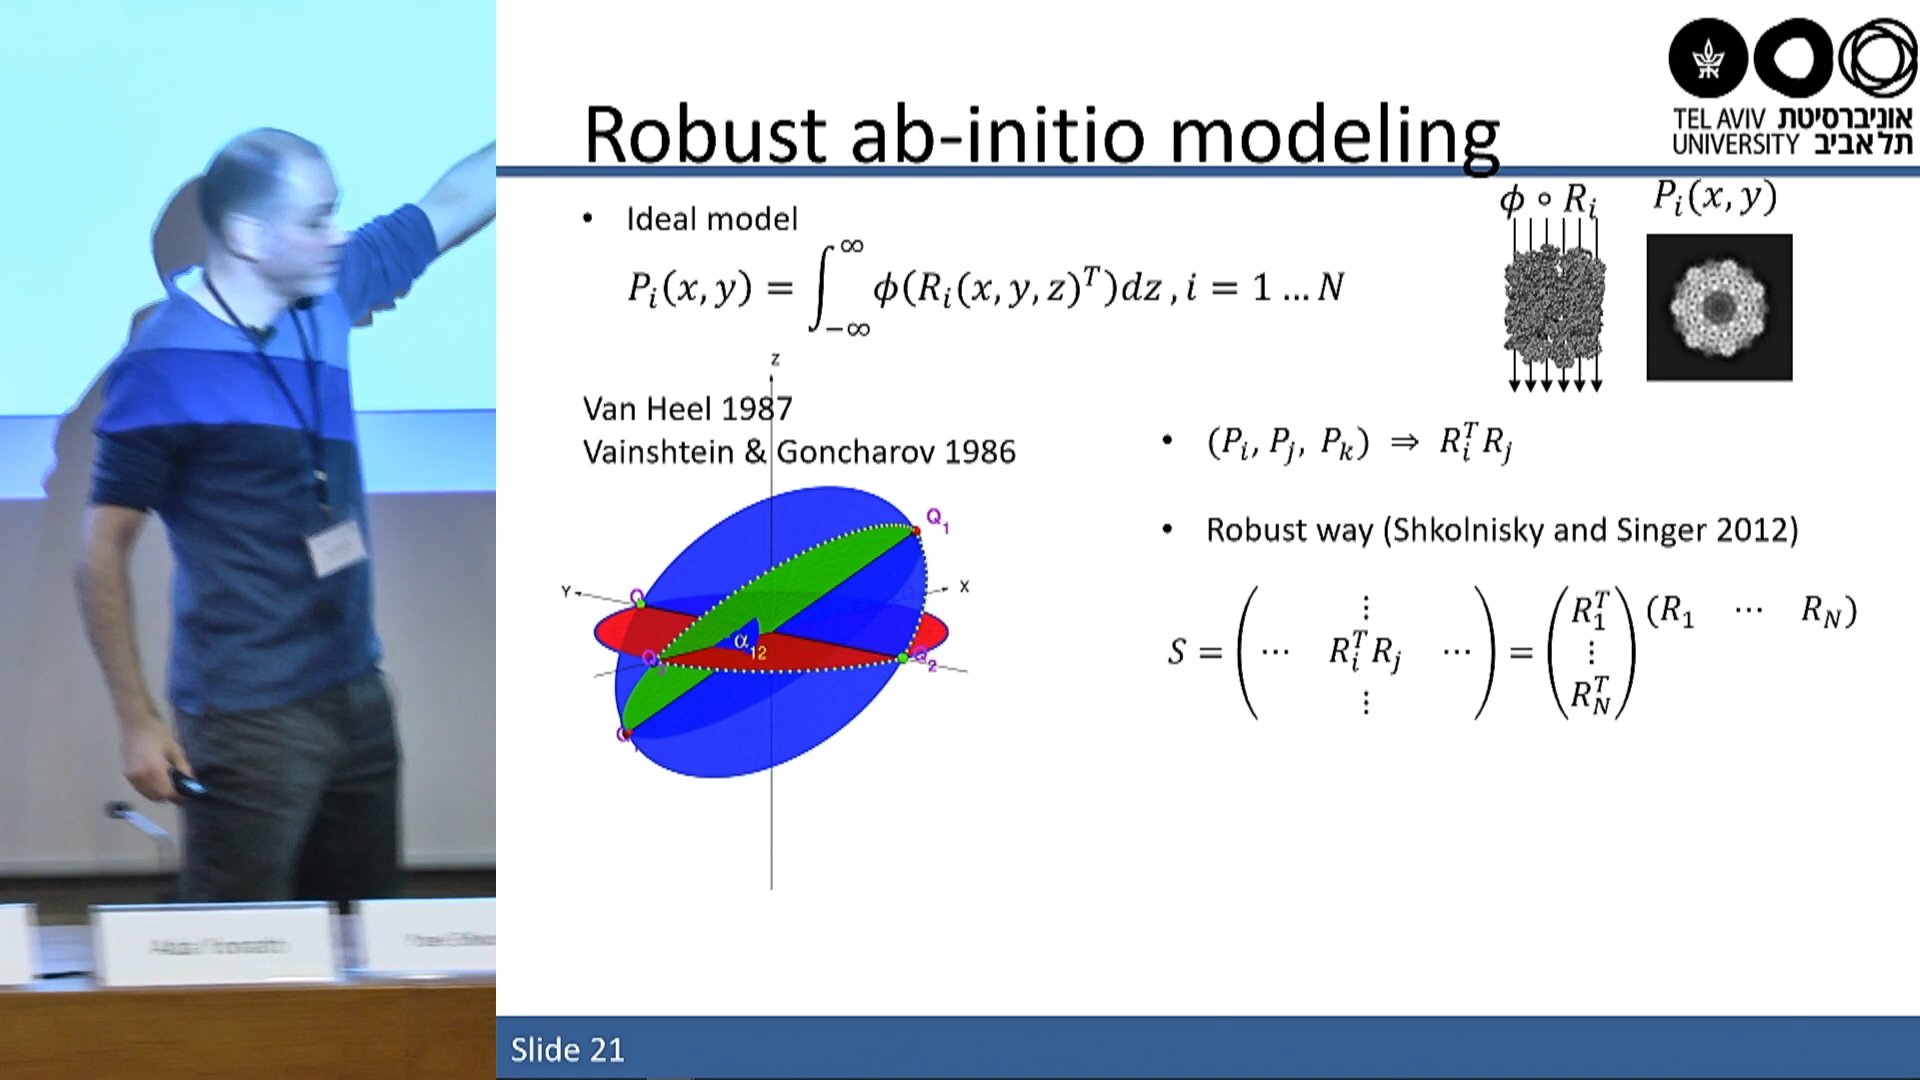 Robust ab-initio modeling
TEL AVIV אוניברסיטת
UNIVERSITY תל אביב
• Ideal model
P_i(x, y) = ∫_{-∞}^{∞} ϕ(R_i(x, y, z)^T)dz , i = 1 … N
ϕ ∘ R_i
P_i(x, y)
Van Heel 1987
Vainshtein & Goncharov 1986
Z
Q_1
X
Y
Q
α_12
Q
Q_2
Q
• (P_i, P_j, P_k) ⇒ R_i^T R_j
• Robust way (Shkolnisky and Singer 2012)
S = ( ⋯ ⋮ R_i^T R_j ⋮ ⋯ ) = ( R_1^T ⋮ R_N^T ) (R_1 ⋯ R_N)
Slide 21